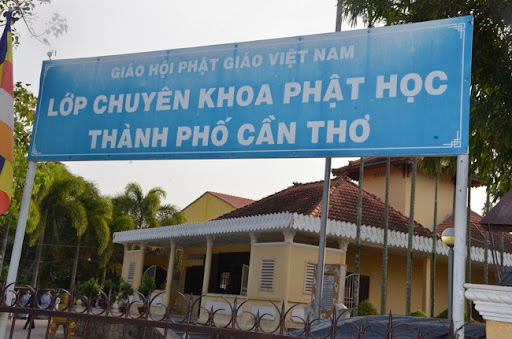 GIÁO HỘI PHẬT GIÁO VIỆT NAM
LỚP CHUYÊN KHOA PHẬT HỌC
THÀNH PHỐ CẦN THƠ